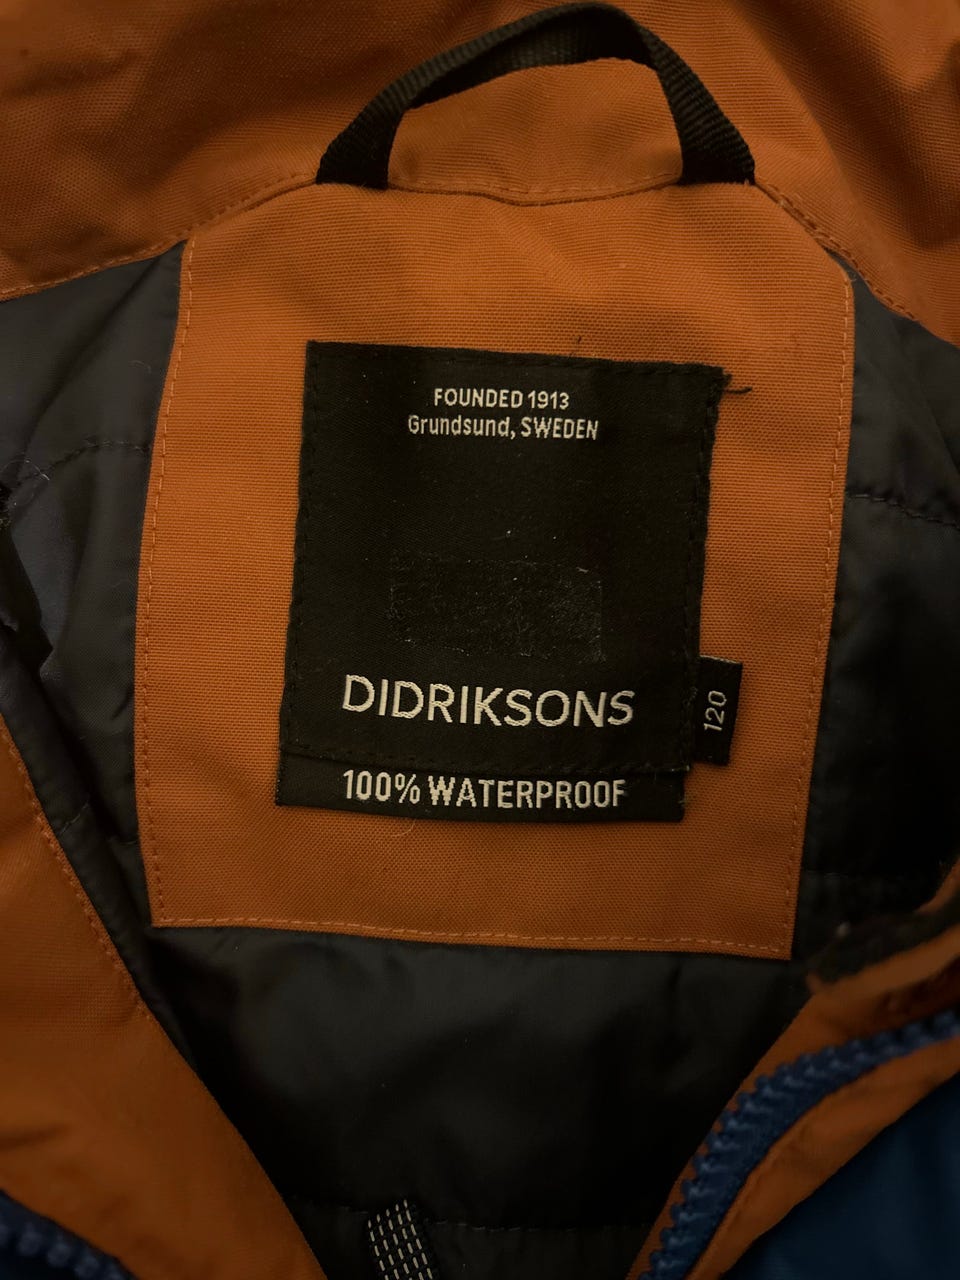 FOUNDED 1913
Grundsund, SWEDEN
DIDRIKSONS
120
100% WATERPROOF